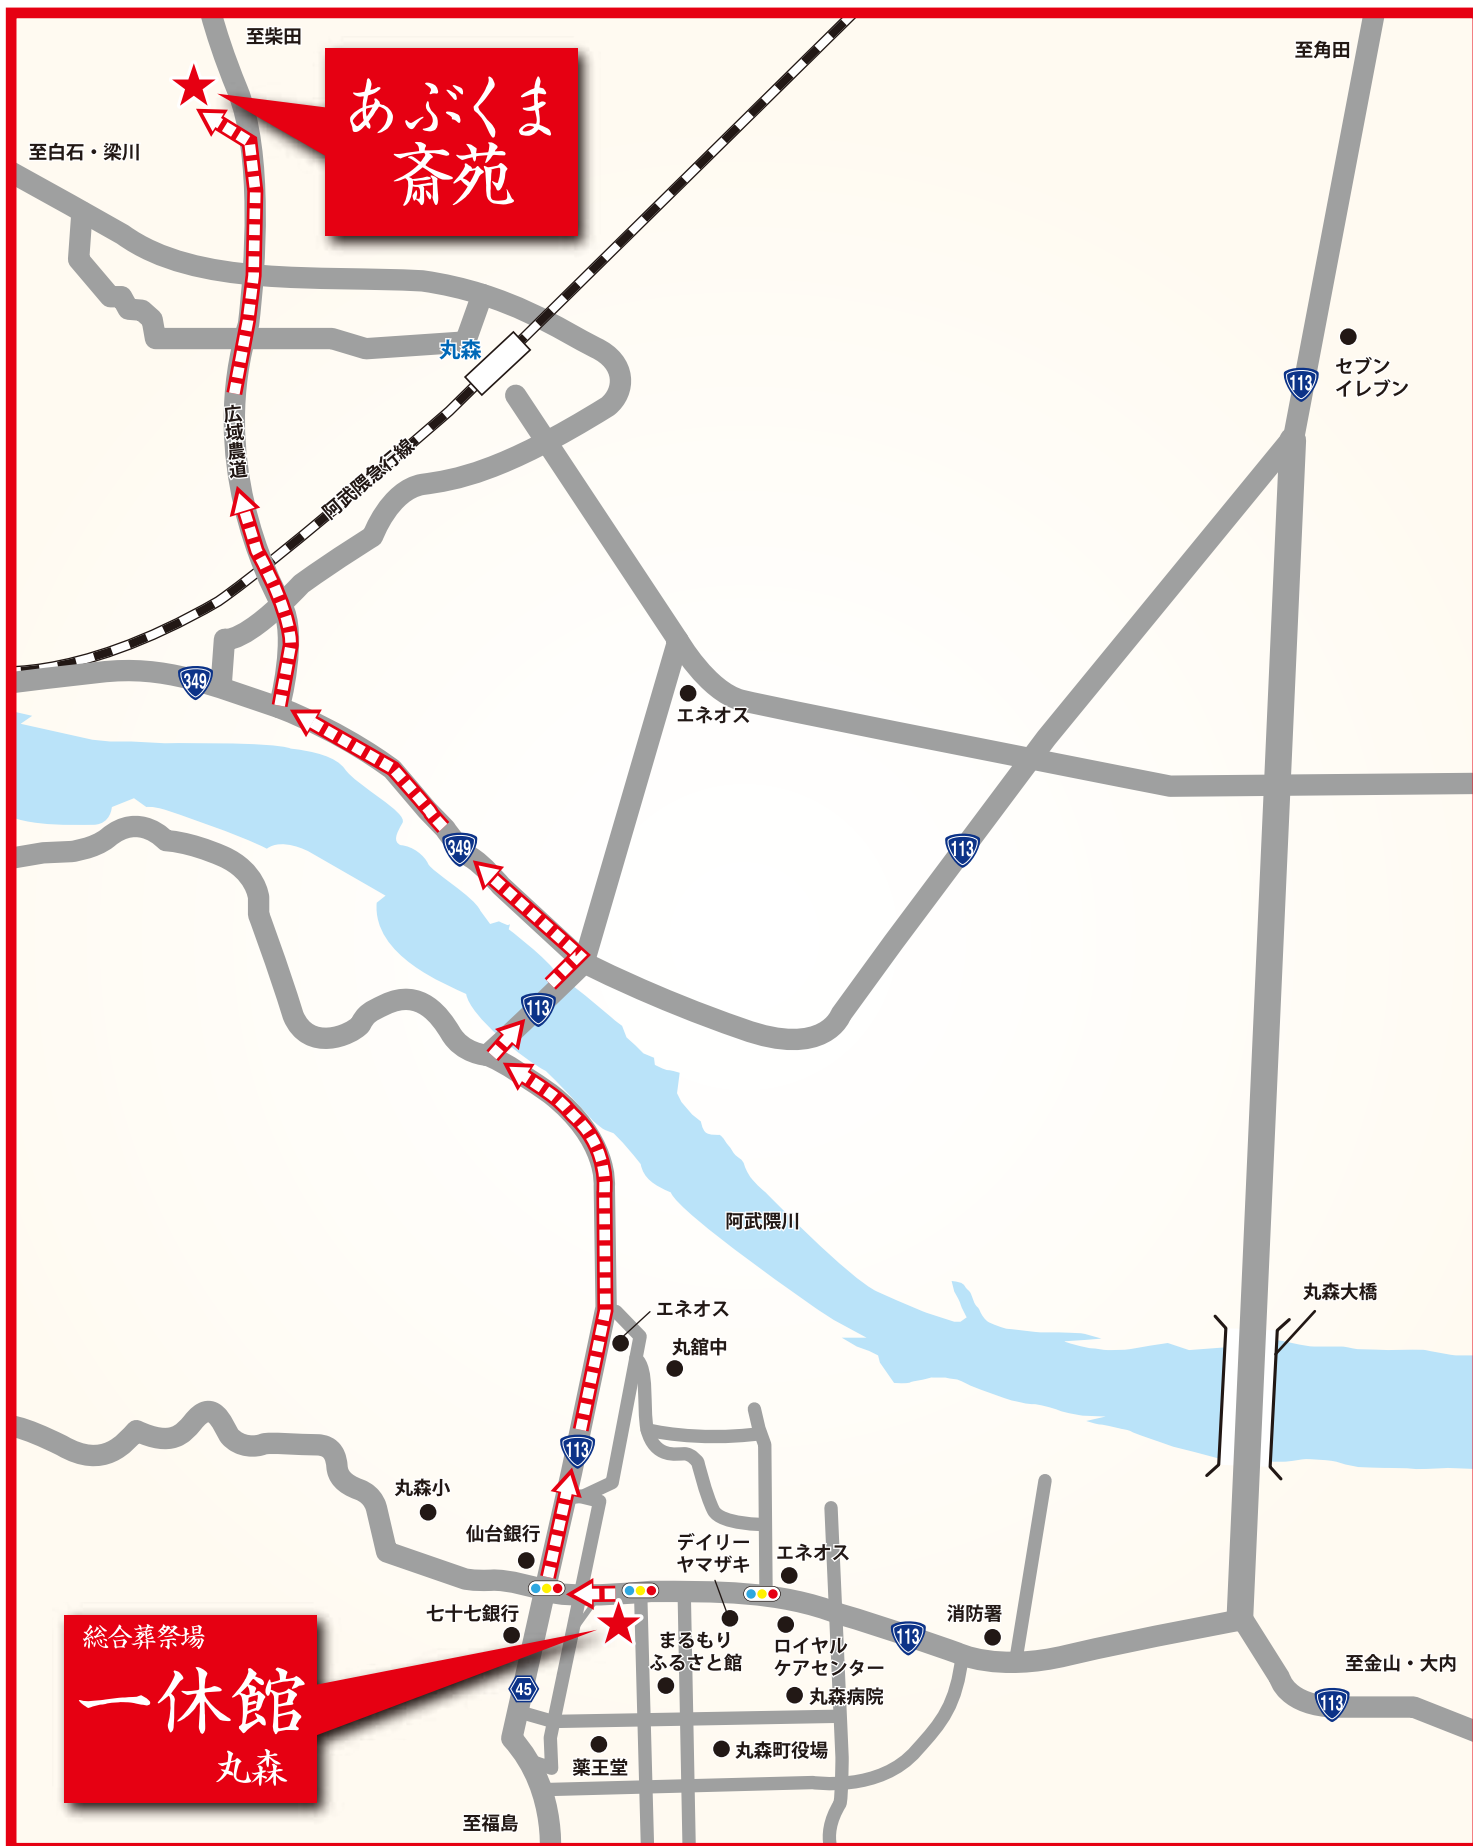 至柴田
至角田
あぶくま
斎苑
至白石・梁川
丸森
セブン
イレブン
113
広域農道
阿武隈急行線
349
エネオス
349
113
113
阿武隈川
丸森大橋
エネオス
丸舘中
113
丸森小
仙台銀行
デイリー
ヤマザキ
エネオス
七十七銀行
消防署
総合葬祭場
一休館
丸森
まるもり
ふるさと館
ロイヤル
ケアセンター
113
至金山・大内
45
丸森病院
113
丸森町役場
薬王堂
至福島